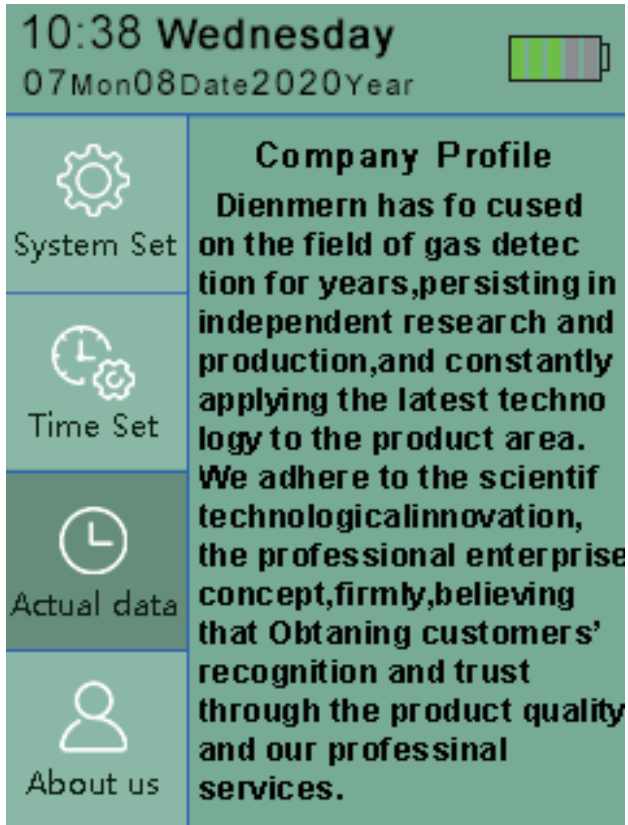 10:38 Wednesday
07Mon08Date2020Year
System Set
Time Set
Actual data
About us
Company Profile
Dienmern has fo cused
on the field of gas detec
tion for years,persisting in
independent research and
production,and constantly
applying the latest techno
logy to the product area.
We adhere to the scientif
technologicalinnovation,
the professional enterprise
concept,firmly,believing
that Obtaning customers’
recognition and trust
through the product quality
and our professinal
services.